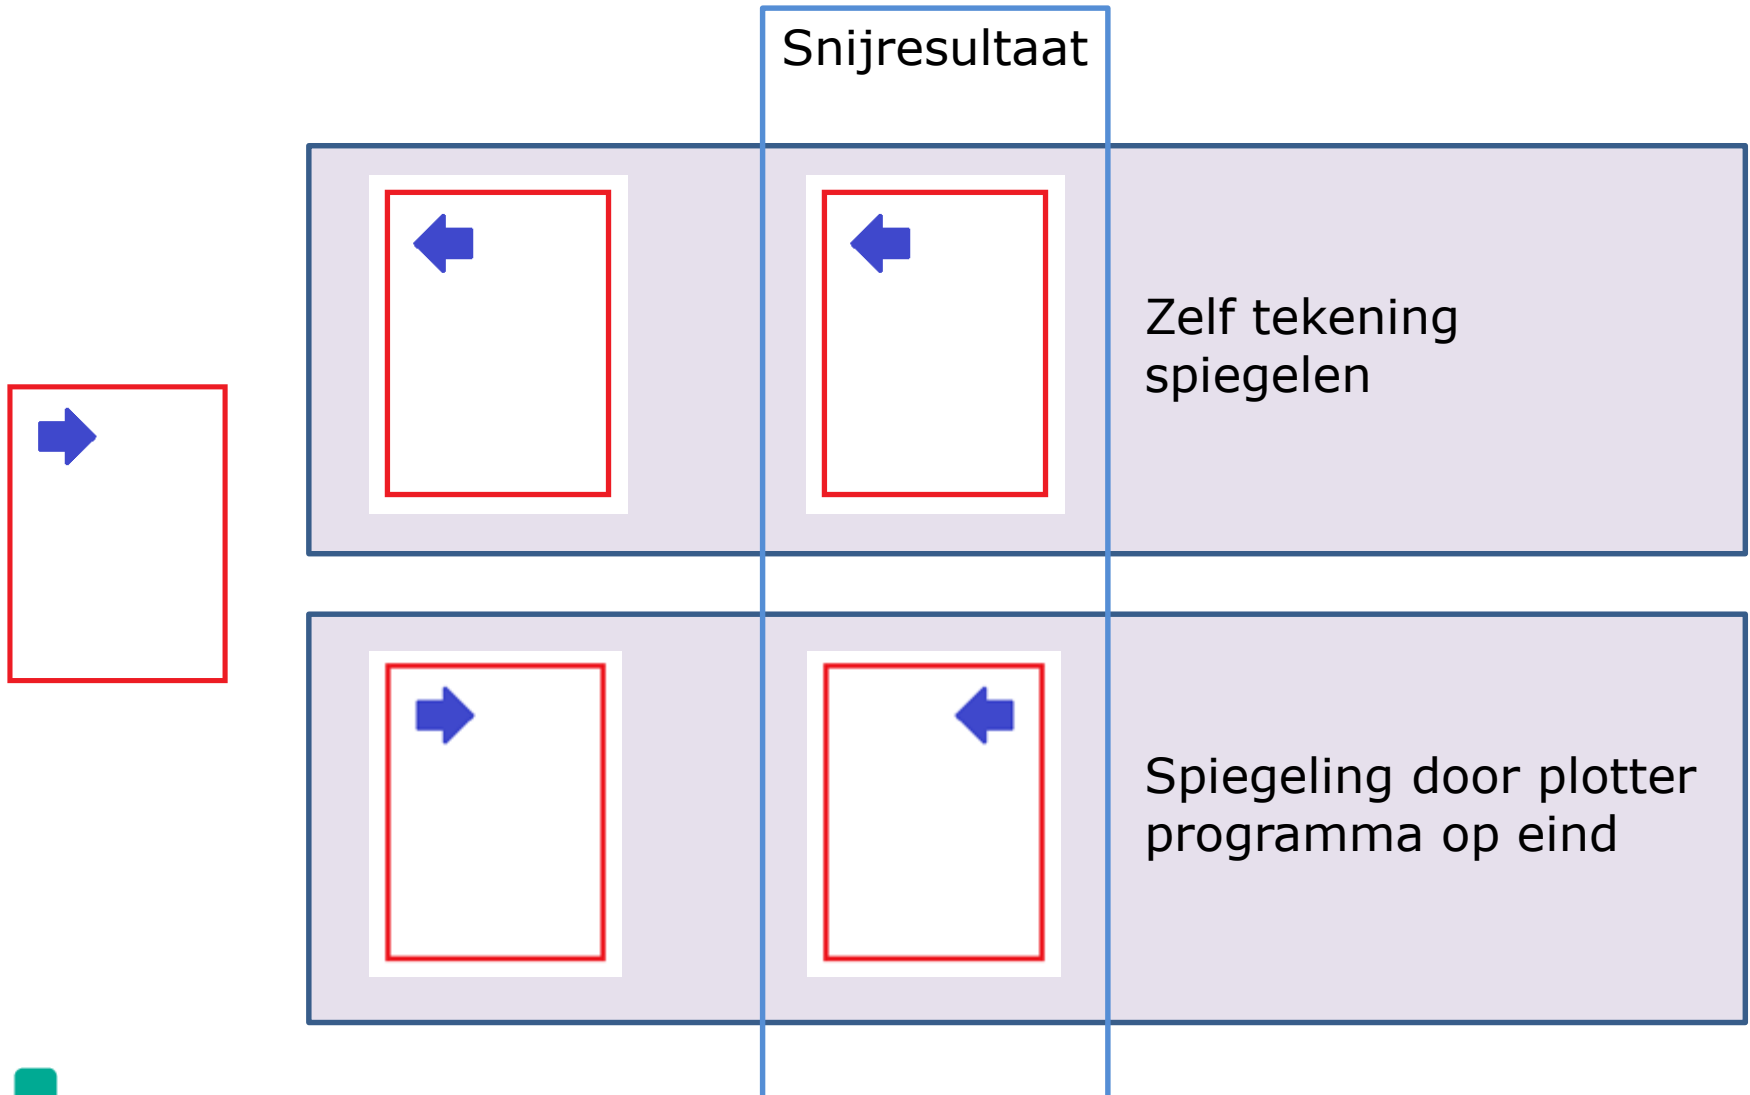 Snijresultaat
Zelf tekening
spiegelen
Spiegeling door plotter
programma op eind